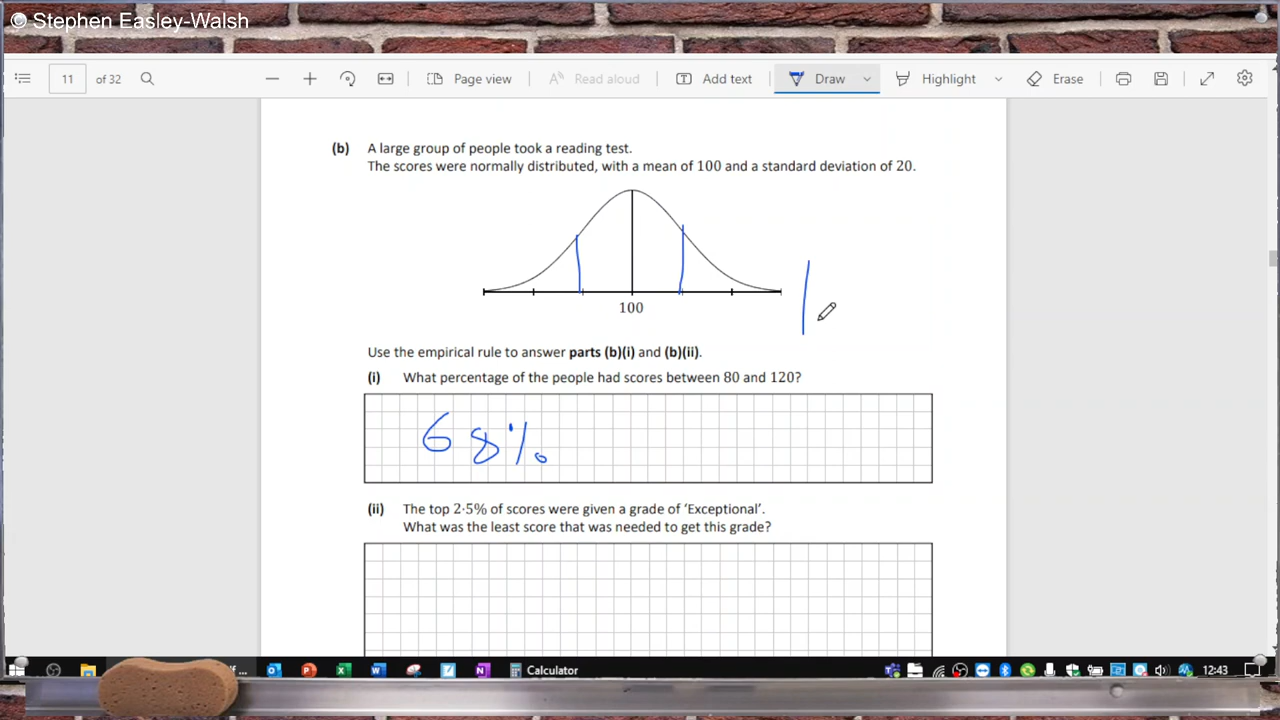 © Stephen Easley-Walsh
11 of 32 Page view Read aloud Add text Draw Highlight Erase
(b) A large group of people took a reading test.
The scores were normally distributed, with a mean of 100 and a standard deviation of 20.
100
Use the empirical rule to answer parts (b)(i) and (b)(ii).
(i) What percentage of the people had scores between 80 and 120?
68%
(ii) The top 2·5% of scores were given a grade of ‘Exceptional’.
What was the least score that was needed to get this grade?
Calculator 12:43